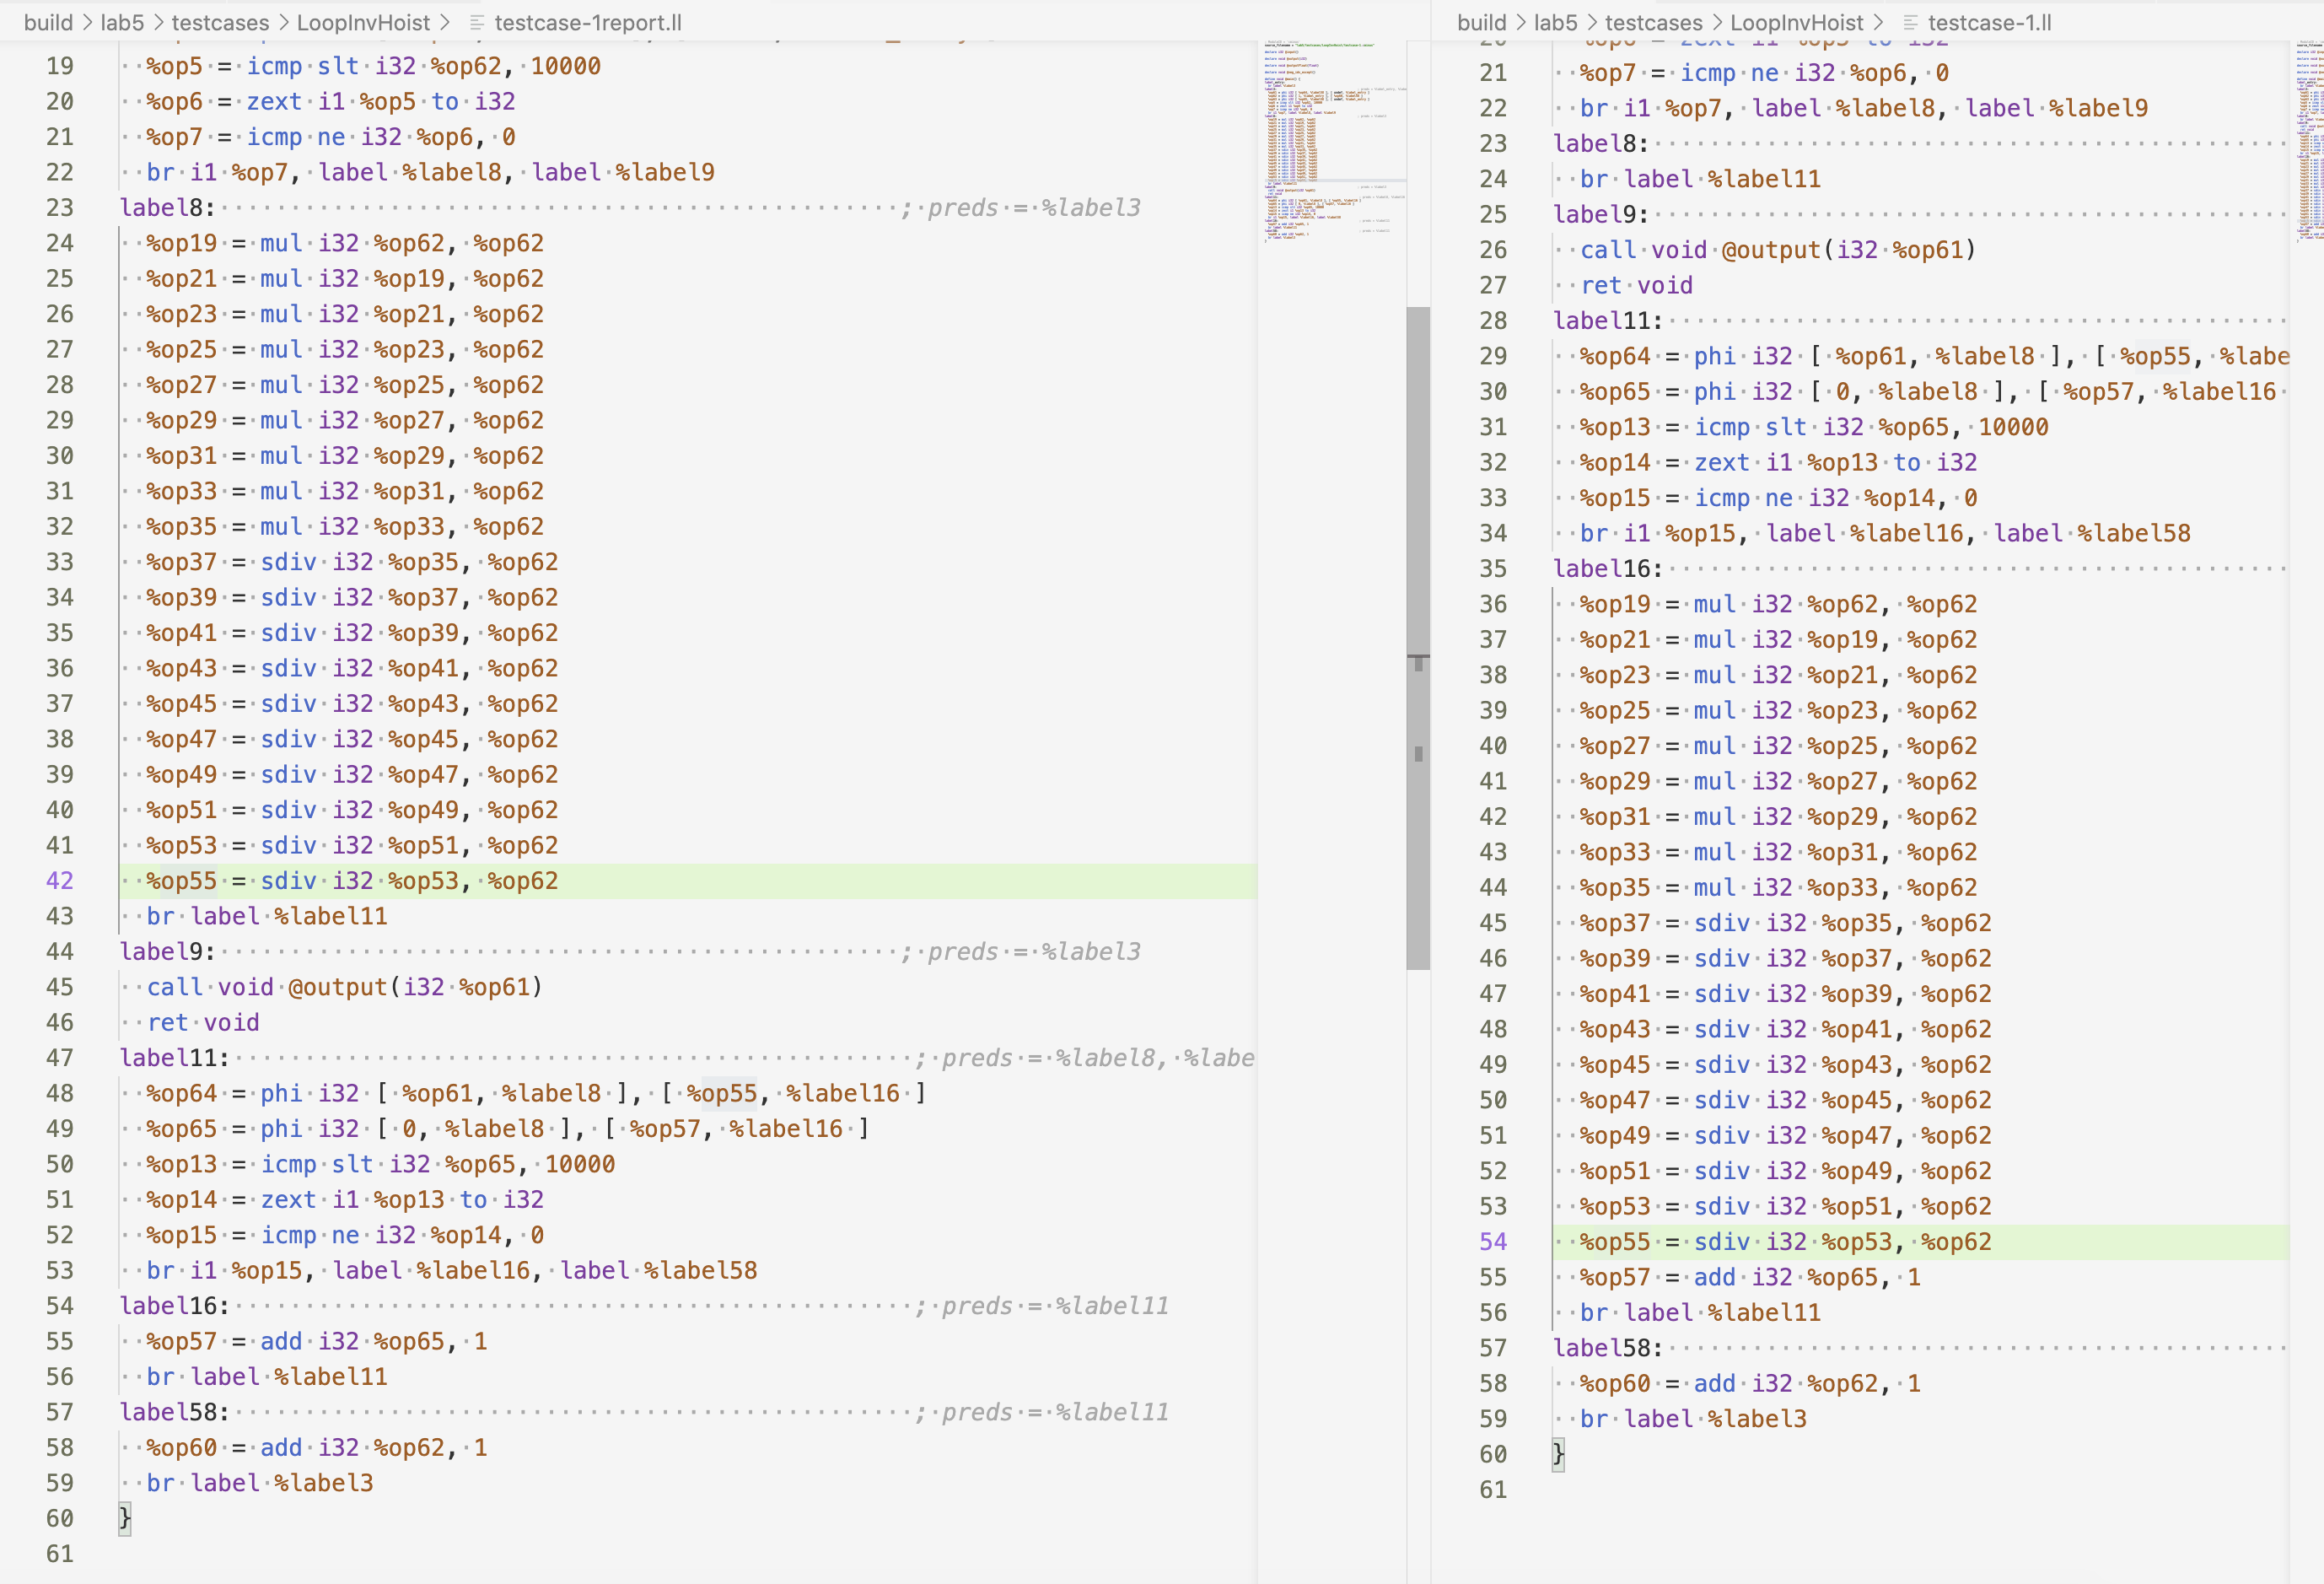 build > lab5 > testcases > LoopInvHoist > testcase-1report.ll
19 %op5 = icmp slt i32 %op62, 10000
20 %op6 = zext i1 %op5 to i32
21 %op7 = icmp ne i32 %op6, 0
22 br i1 %op7, label %label8, label %label9
23 label8: ; preds = %label3
24 %op19 = mul i32 %op62, %op62
25 %op21 = mul i32 %op19, %op62
26 %op23 = mul i32 %op21, %op62
27 %op25 = mul i32 %op23, %op62
28 %op27 = mul i32 %op25, %op62
29 %op29 = mul i32 %op27, %op62
30 %op31 = mul i32 %op29, %op62
31 %op33 = mul i32 %op31, %op62
32 %op35 = mul i32 %op33, %op62
33 %op37 = sdiv i32 %op35, %op62
34 %op39 = sdiv i32 %op37, %op62
35 %op41 = sdiv i32 %op39, %op62
36 %op43 = sdiv i32 %op41, %op62
37 %op45 = sdiv i32 %op43, %op62
38 %op47 = sdiv i32 %op45, %op62
39 %op49 = sdiv i32 %op47, %op62
40 %op51 = sdiv i32 %op49, %op62
41 %op53 = sdiv i32 %op51, %op62
42 %op55 = sdiv i32 %op53, %op62
43 br label %label11
44 label9: ; preds = %label3
45 call void @output(i32 %op61)
46 ret void
47 label11: ; preds = %label8, %labe
48 %op64 = phi i32 [ %op61, %label8 ], [ %op55, %label16 ]
49 %op65 = phi i32 [ 0, %label8 ], [ %op57, %label16 ]
50 %op13 = icmp slt i32 %op65, 10000
51 %op14 = zext i1 %op13 to i32
52 %op15 = icmp ne i32 %op14, 0
53 br i1 %op15, label %label16, label %label58
54 label16: ; preds = %label11
55 %op57 = add i32 %op65, 1
56 br label %label11
57 label58: ; preds = %label11
58 %op60 = add i32 %op62, 1
59 br label %label3
60 }
61
build > lab5 > testcases > LoopInvHoist > testcase-1.ll
20 %op6 = zext i1 %op5 to i32
21 %op7 = icmp ne i32 %op6, 0
22 br i1 %op7, label %label8, label %label9
23 label8:
24 br label %label11
25 label9:
26 call void @output(i32 %op61)
27 ret void
28 label11:
29 %op64 = phi i32 [ %op61, %label8 ], [ %op55, %labe
30 %op65 = phi i32 [ 0, %label8 ], [ %op57, %label16
31 %op13 = icmp slt i32 %op65, 10000
32 %op14 = zext i1 %op13 to i32
33 %op15 = icmp ne i32 %op14, 0
34 br i1 %op15, label %label16, label %label58
35 label16:
36 %op19 = mul i32 %op62, %op62
37 %op21 = mul i32 %op19, %op62
38 %op23 = mul i32 %op21, %op62
39 %op25 = mul i32 %op23, %op62
40 %op27 = mul i32 %op25, %op62
41 %op29 = mul i32 %op27, %op62
42 %op31 = mul i32 %op29, %op62
43 %op33 = mul i32 %op31, %op62
44 %op35 = mul i32 %op33, %op62
45 %op37 = sdiv i32 %op35, %op62
46 %op39 = sdiv i32 %op37, %op62
47 %op41 = sdiv i32 %op39, %op62
48 %op43 = sdiv i32 %op41, %op62
49 %op45 = sdiv i32 %op43, %op62
50 %op47 = sdiv i32 %op45, %op62
51 %op49 = sdiv i32 %op47, %op62
52 %op51 = sdiv i32 %op49, %op62
53 %op53 = sdiv i32 %op51, %op62
54 %op55 = sdiv i32 %op53, %op62
55 %op57 = add i32 %op65, 1
56 br label %label11
57 label58:
58 %op60 = add i32 %op62, 1
59 br label %label3
60 }
61